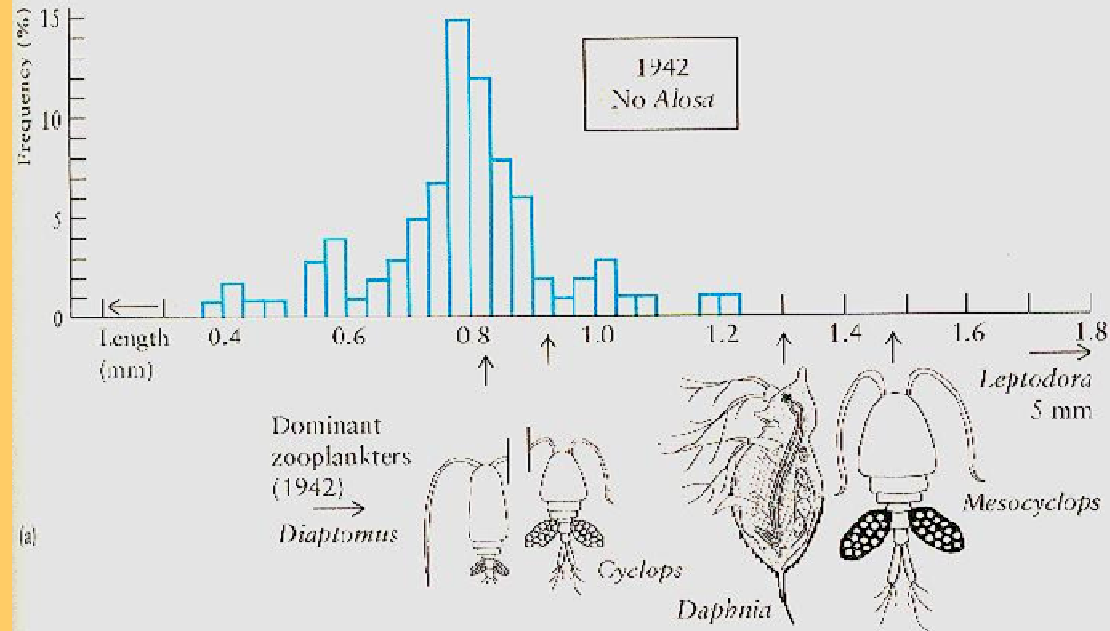 Frequency (%)
15
10
5
0
1942
No Alosa
Length
(mm)
0.4
0.6
0.8
1.0
1.2
1.4
1.6
1.8
Leptodora
5 mm
Dominant
zooplankters
(1942)
Diaptomus
Cyclops
Daphnia
Mesocyclops
(a)